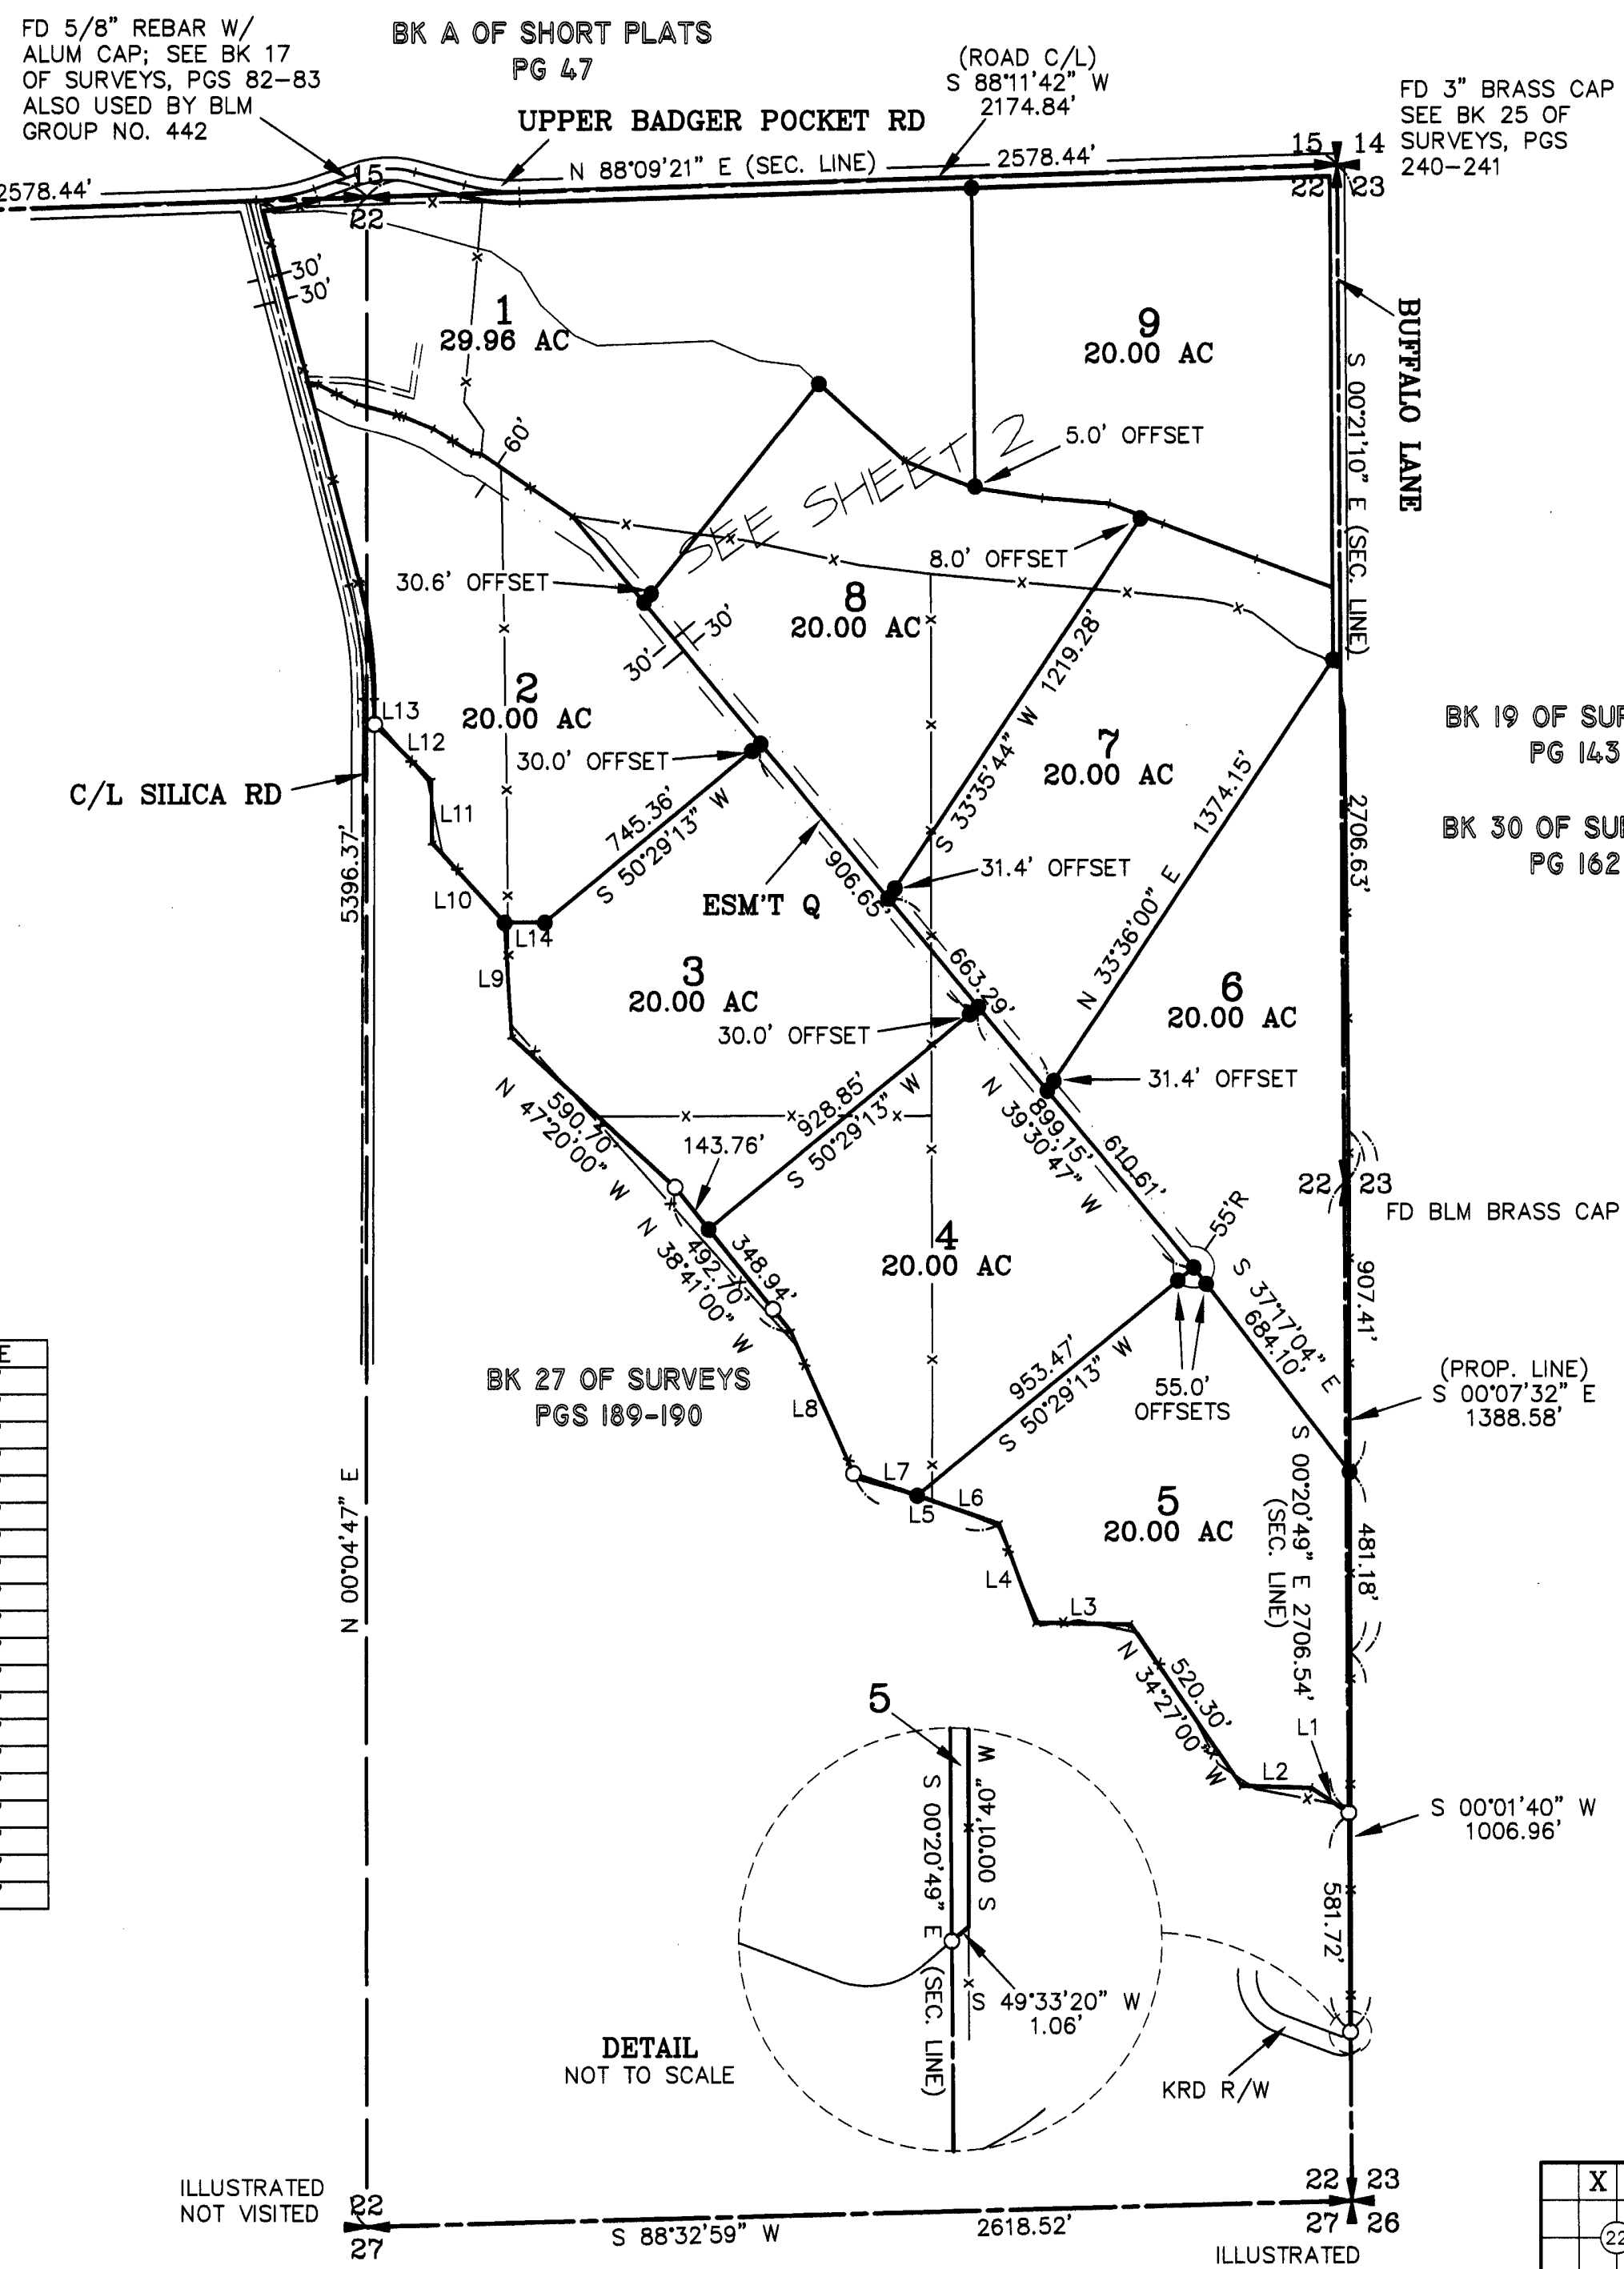 FD 5/8" REBAR W/
ALUM CAP; SEE BK 17
OF SURVEYS, PGS 82-83
ALSO USED BY BLM
GROUP NO. 442
BK A OF SHORT PLATS
PG 47
UPPER BADGER POCKET RD
(ROAD C/L)
S 88°11'42" W
2174.84'
FD 3" BRASS CAP
SEE BK 25 OF
SURVEYS, PGS
240-241
2578.44'
15
22
N 88°09'21" E (SEC. LINE)
2578.44'
15 14
22 23
30'
30'
1
29.96 AC
9
20.00 AC
BUFFALO LANE
S 00°21'10" E (SEC. LINE)
60'
SEE SHEET 2
5.0' OFFSET
8.0' OFFSET
30.6' OFFSET
8
20.00 AC
30'
30'
2
20.00 AC
L13
L12
30.0' OFFSET
C/L SILICA RD
L11
745.36'
S 50°29'13" W
S 33°35'44" W 1219.28'
7
20.00 AC
1374.15'
N 33°36'00" E
2706.63'
BK 19 OF SUR
PG 143
BK 30 OF SU
PG 162
5396.37'
L10
L14
L9
ESM'T Q
906.65'
31.4' OFFSET
3
20.00 AC
663.29'
6
20.00 AC
30.0' OFFSET
31.4' OFFSET
590.70'
N 47°20'00" W
143.76'
928.85'
S 50°29'13" W
899.15'
N 39°30'47" W
610.61'
22 23
FD BLM BRASS CAP
348.94'
492.70'
N 38°41'00" W
4
20.00 AC
55'R
S 37°17'04" E
684.10'
907.41'
BK 27 OF SURVEYS
PGS 189-190
L8
953.47'
S 50°29'13" W
55.0'
OFFSETS
(PROP. LINE)
S 00°07'32" E
1388.58'
E
N 00°04'47" E
L7
L6
L5
5
20.00 AC
S 00°20'49" E 2706.54'
(SEC. LINE)
481.18'
L4
L3
520.30'
N 34°27'00" W
L1
L2
S 00°01'40" W
1006.96'
5
S 00°01'40" W
S 00°20'49" E (SEC. LINE)
S 49°33'20" W
1.06'
581.72'
DETAIL
NOT TO SCALE
KRD R/W
ILLUSTRATED
NOT VISITED
22
27
S 88°32'59" W
2618.52'
22 23
27 26
ILLUSTRATED
X
22